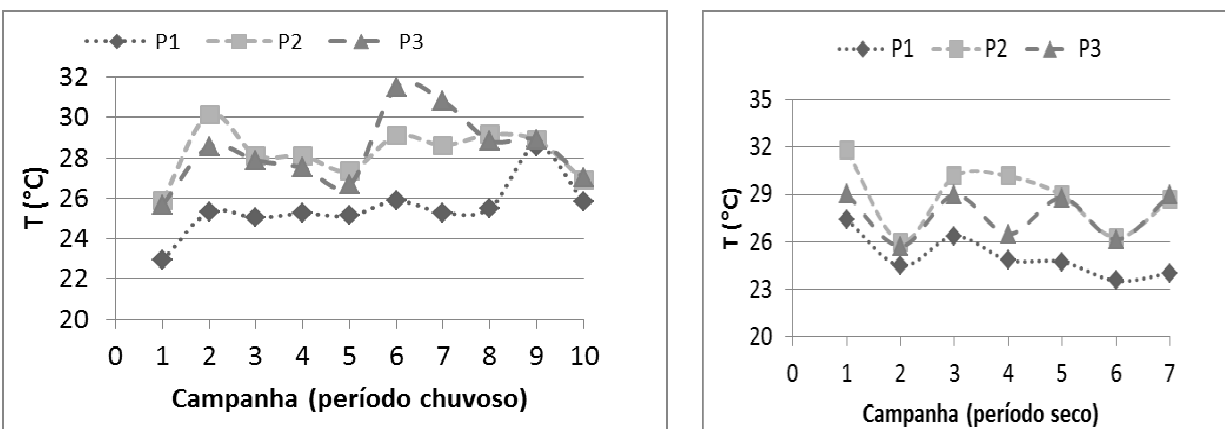 P1 P2 P3
T (°C)
32
30
28
26
24
22
20
0 1 2 3 4 5 6 7 8 9 10
Campanha (período chuvoso)
P1 P2 P3
T (°C)
35
32
29
26
23
20
0 1 2 3 4 5 6 7
Campanha (período seco)